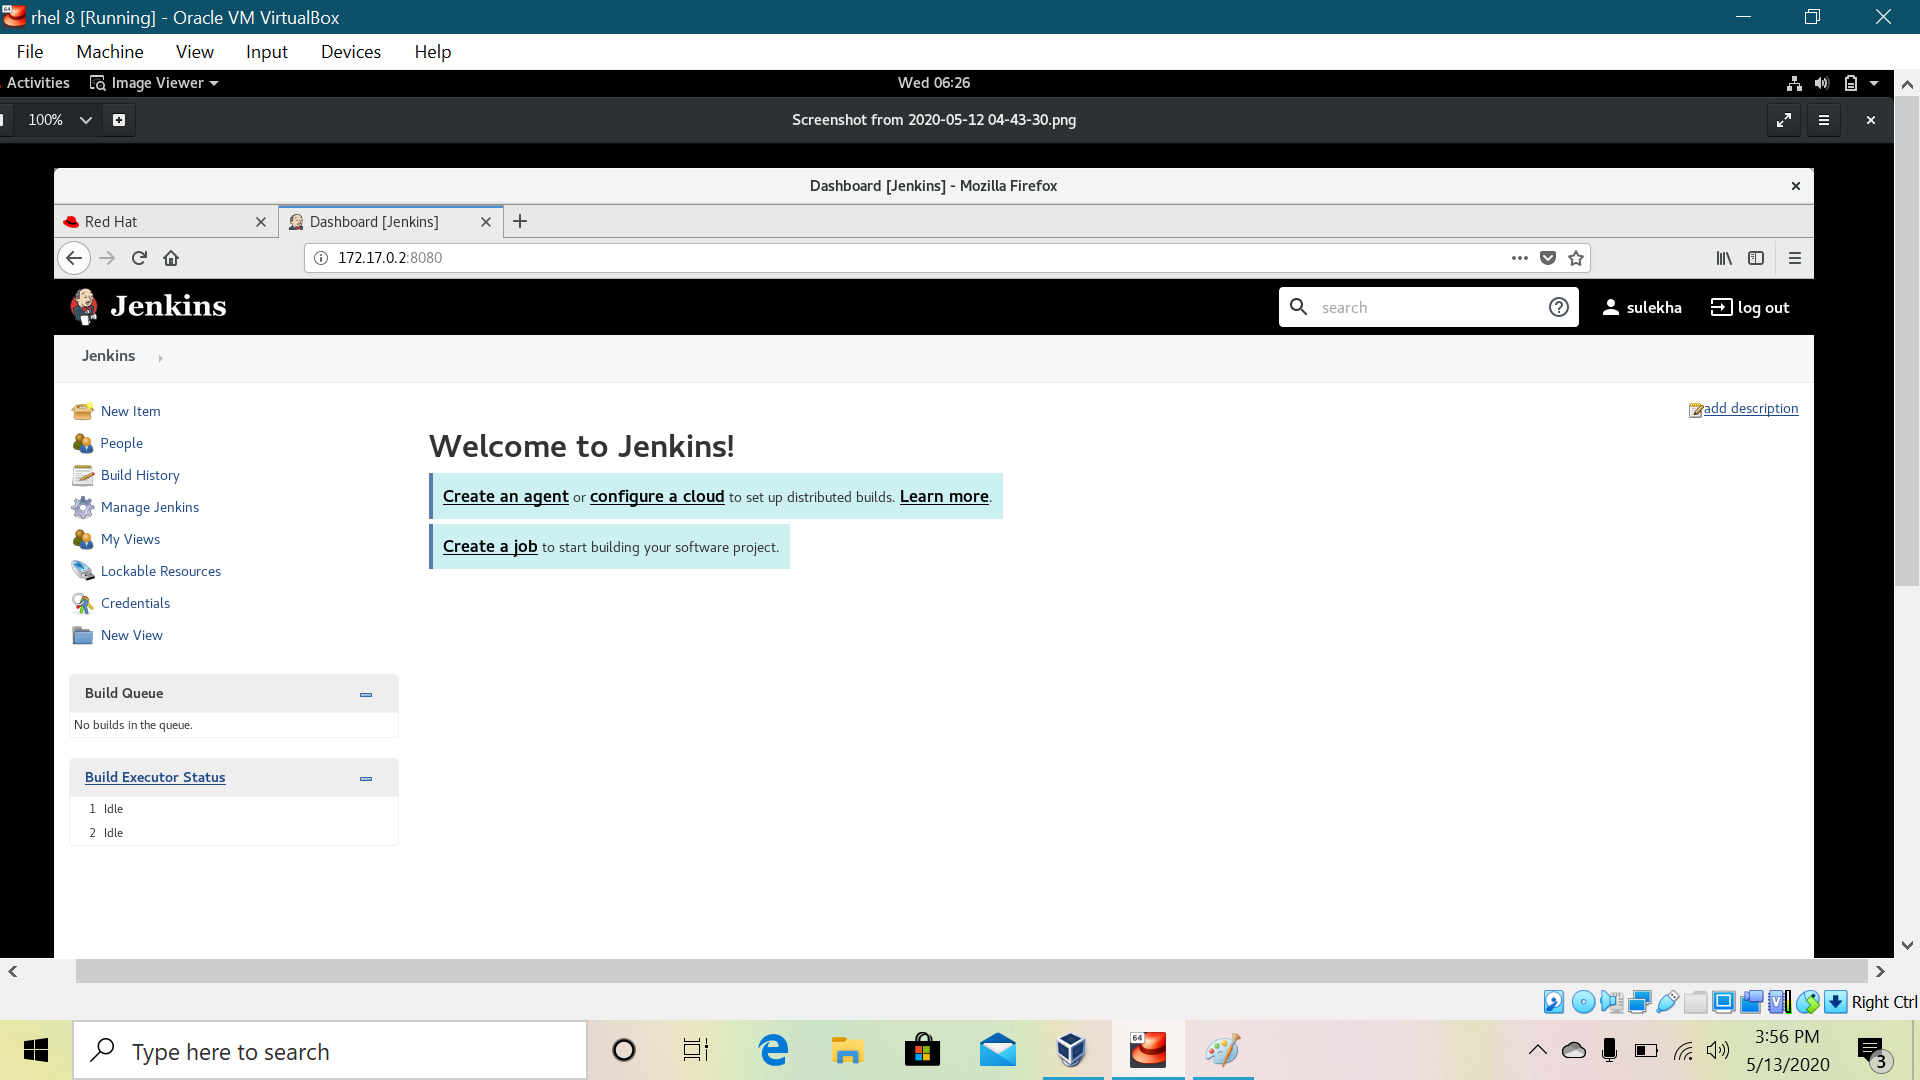 rhel 8 [Running] - Oracle VM VirtualBox
File Machine View Input Devices Help
Activities Image Viewer Wed 06:26
100% Screenshot from 2020-05-12 04-43-30.png
Dashboard [Jenkins] - Mozilla Firefox
Red Hat Dashboard [Jenkins]
172.17.0.2:8080
Jenkins search sulekha log out
Jenkins
add description
New Item
People
Build History
Manage Jenkins
My Views
Lockable Resources
Credentials
New View
Welcome to Jenkins!
Create an agent or configure a cloud to set up distributed builds. Learn more.
Create a job to start building your software project.
Build Queue
No builds in the queue.
Build Executor Status
1 Idle
2 Idle
Right Ctrl
Type here to search
64
3:56 PM
5/13/2020
3